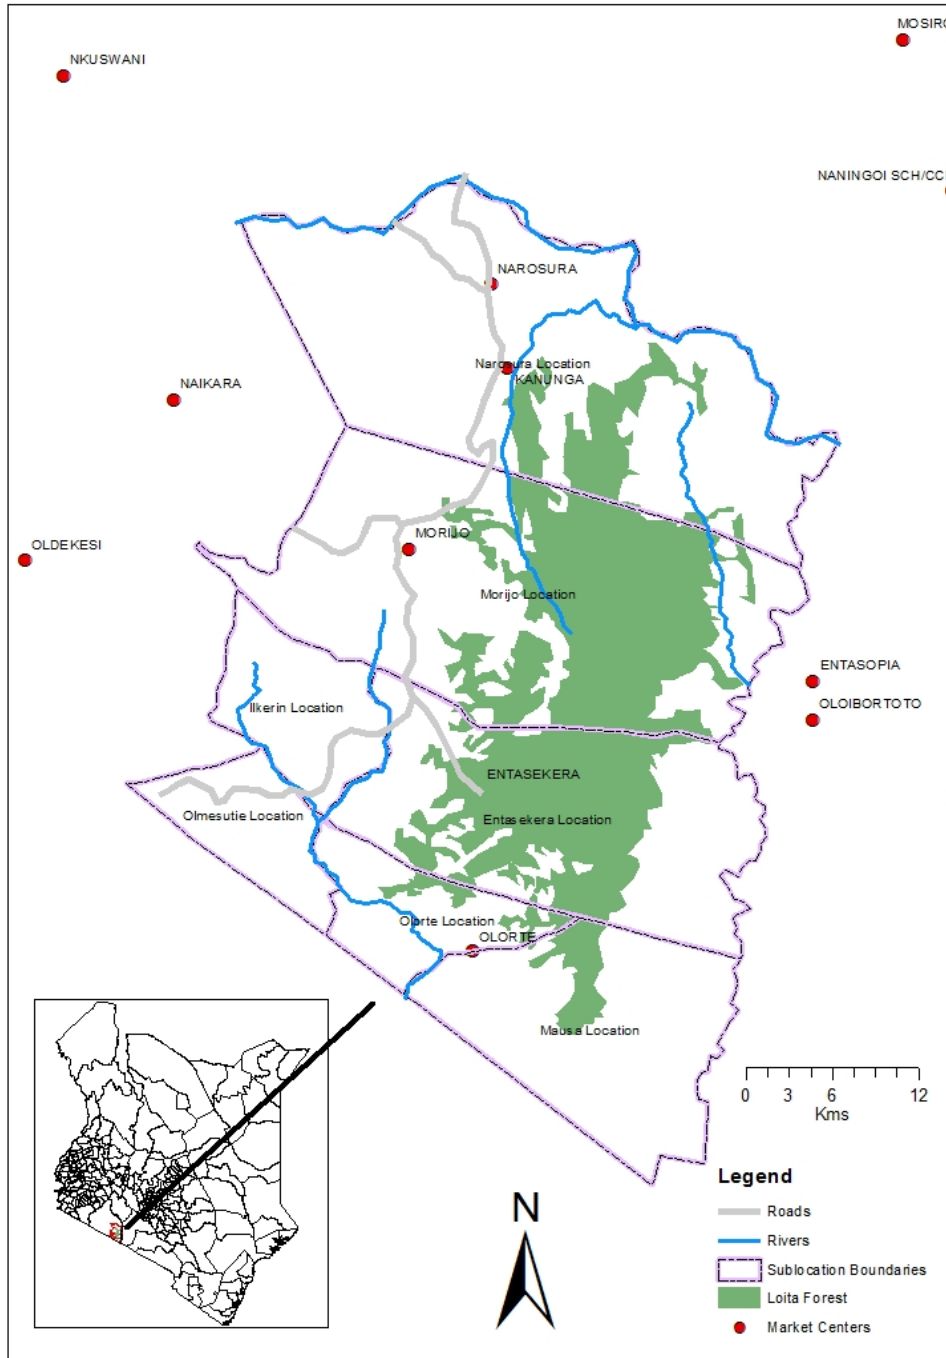 MOSIRO
NKUSWANI
NANINGOI SCH/CC
NAROSURA
Narosura Location
KANUNGA
NAIKARA
MORIJO
OLDEKESI
Morijo Location
ENTASOPIA
OLOIBORTOTO
Ilkerin Location
ENTASEKERA
Olmesutie Location
Entasekera Location
Olorte Location
OLORTE
Mausa Location
0 3 6 12
Kms
N
Legend
Roads
Rivers
Sublocation Boundaries
Loita Forest
Market Centers